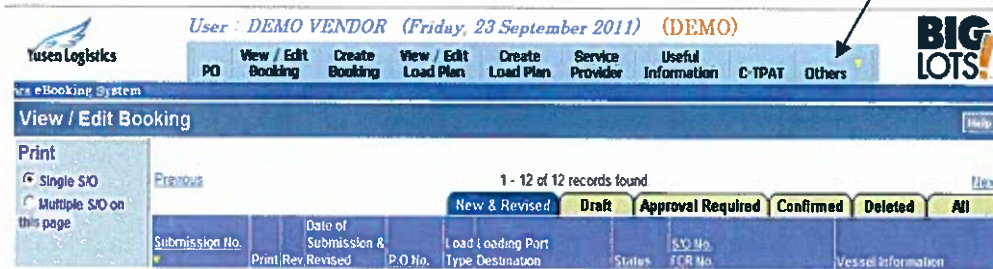 User : DEMO VENDOR (Friday, 23 September 2011) (DEMO)
Yusen Logistics
PO
View / Edit Booking
Create Booking
View / Edit Load Plan
Create Load Plan
Service Provider
Useful Information
C-TPAT
Others
BIG LOTS!
eBooking System
View / Edit Booking
Help
Print
Single S/O
Multiple S/O on this page
Previous
1 - 12 of 12 records found
New & Revised
Draft
Approval Required
Confirmed
Deleted
All
Submission No.
Print
Rev
Date of Submission & Revised
P.O.No.
Load Type
Loading Port Destination
Status
S/O No. FCR No.
Vessel Information